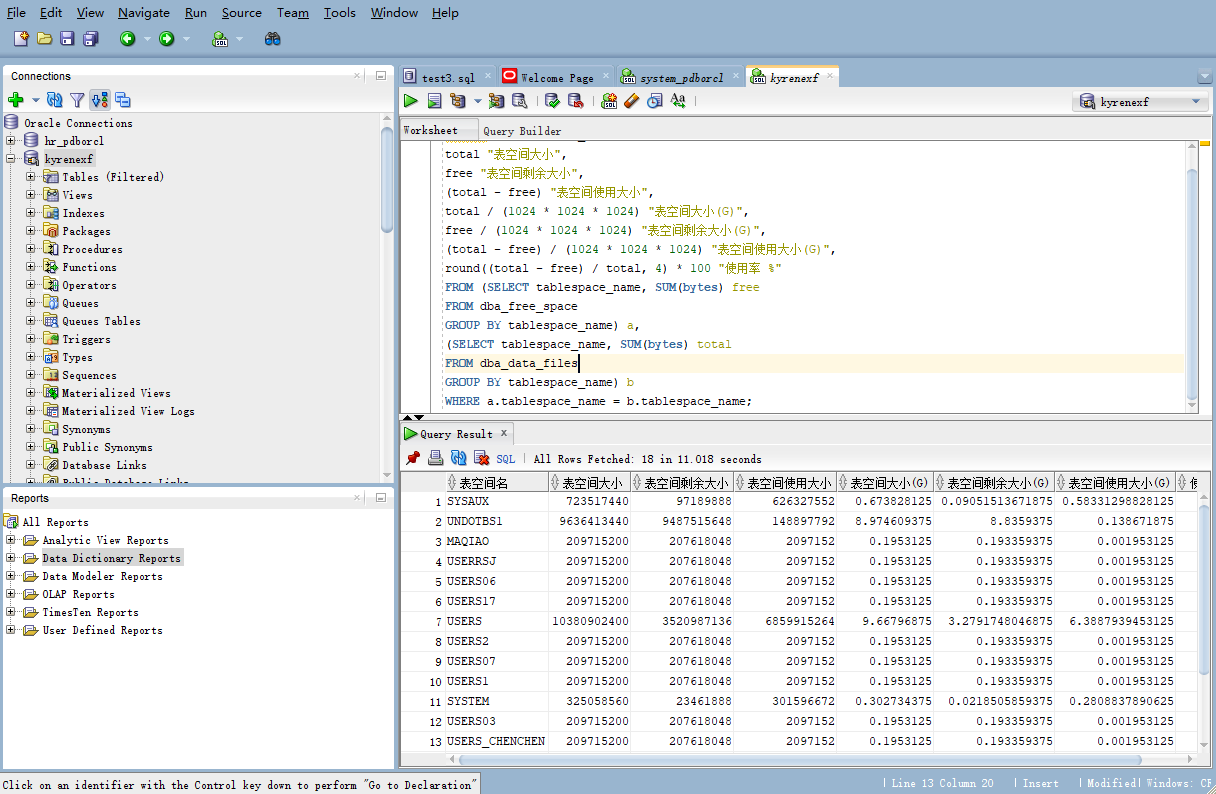 File Edit View Navigate Run Source Team Tools Window Help
Connections
Oracle Connections
hr_pdborcl
kyrenexf
Tables (Filtered)
Views
Indexes
Packages
Procedures
Functions
Operators
Queues
Queues Tables
Triggers
Types
Sequences
Materialized Views
Materialized View Logs
Synonyms
Public Synonyms
Database Links
Public Database Links
Reports
All Reports
Analytic View Reports
Data Dictionary Reports
Data Modeler Reports
OLAP Reports
TimesTen Reports
User Defined Reports
test3.sql Welcome Page system_pdborcl kyrenexf
kyrenexf
Worksheet Query Builder
total "表空间大小",
free "表空间剩余大小",
(total - free) "表空间使用大小",
total / (1024 * 1024 * 1024) "表空间大小(G)",
free / (1024 * 1024 * 1024) "表空间剩余大小(G)",
(total - free) / (1024 * 1024 * 1024) "表空间使用大小(G)",
round((total - free) / total, 4) * 100 "使用率 %"
FROM (SELECT tablespace_name, SUM(bytes) free
FROM dba_free_space
GROUP BY tablespace_name) a,
(SELECT tablespace_name, SUM(bytes) total
FROM dba_data_files
GROUP BY tablespace_name) b
WHERE a.tablespace_name = b.tablespace_name;
Query Result
SQL | All Rows Fetched: 18 in 11.018 seconds
表空间名 表空间大小 表空间剩余大小 表空间使用大小 表空间大小(G) 表空间剩余大小(G) 表空间使用大小(G)
1 SYSAUX 723517440 97189888 626327552 0.673828125 0.09051513671875 0.58331298828125
2 UNDOTBS1 9636413440 9487515648 148897792 8.974609375 8.8359375 0.138671875
3 MAQIAO 209715200 207618048 2097152 0.1953125 0.193359375 0.001953125
4 USERRSJ 209715200 207618048 2097152 0.1953125 0.193359375 0.001953125
5 USERS06 209715200 207618048 2097152 0.1953125 0.193359375 0.001953125
6 USERS17 209715200 207618048 2097152 0.1953125 0.193359375 0.001953125
7 USERS 10380902400 3520987136 6859915264 9.66796875 3.2791748046875 6.3887939453125
8 USERS2 209715200 207618048 2097152 0.1953125 0.193359375 0.001953125
9 USERS07 209715200 207618048 2097152 0.1953125 0.193359375 0.001953125
10 USERS1 209715200 207618048 2097152 0.1953125 0.193359375 0.001953125
11 SYSTEM 325058560 23461888 301596672 0.302734375 0.0218505859375 0.2808837890625
12 USERS03 209715200 207618048 2097152 0.1953125 0.193359375 0.001953125
13 USERS_CHENCHEN 209715200 207618048 2097152 0.1953125 0.193359375 0.001953125
Click on an identifier with the Control key down to perform "Go to Declaration"
| Line 13 Column 20 | Insert | Modified| Windows: